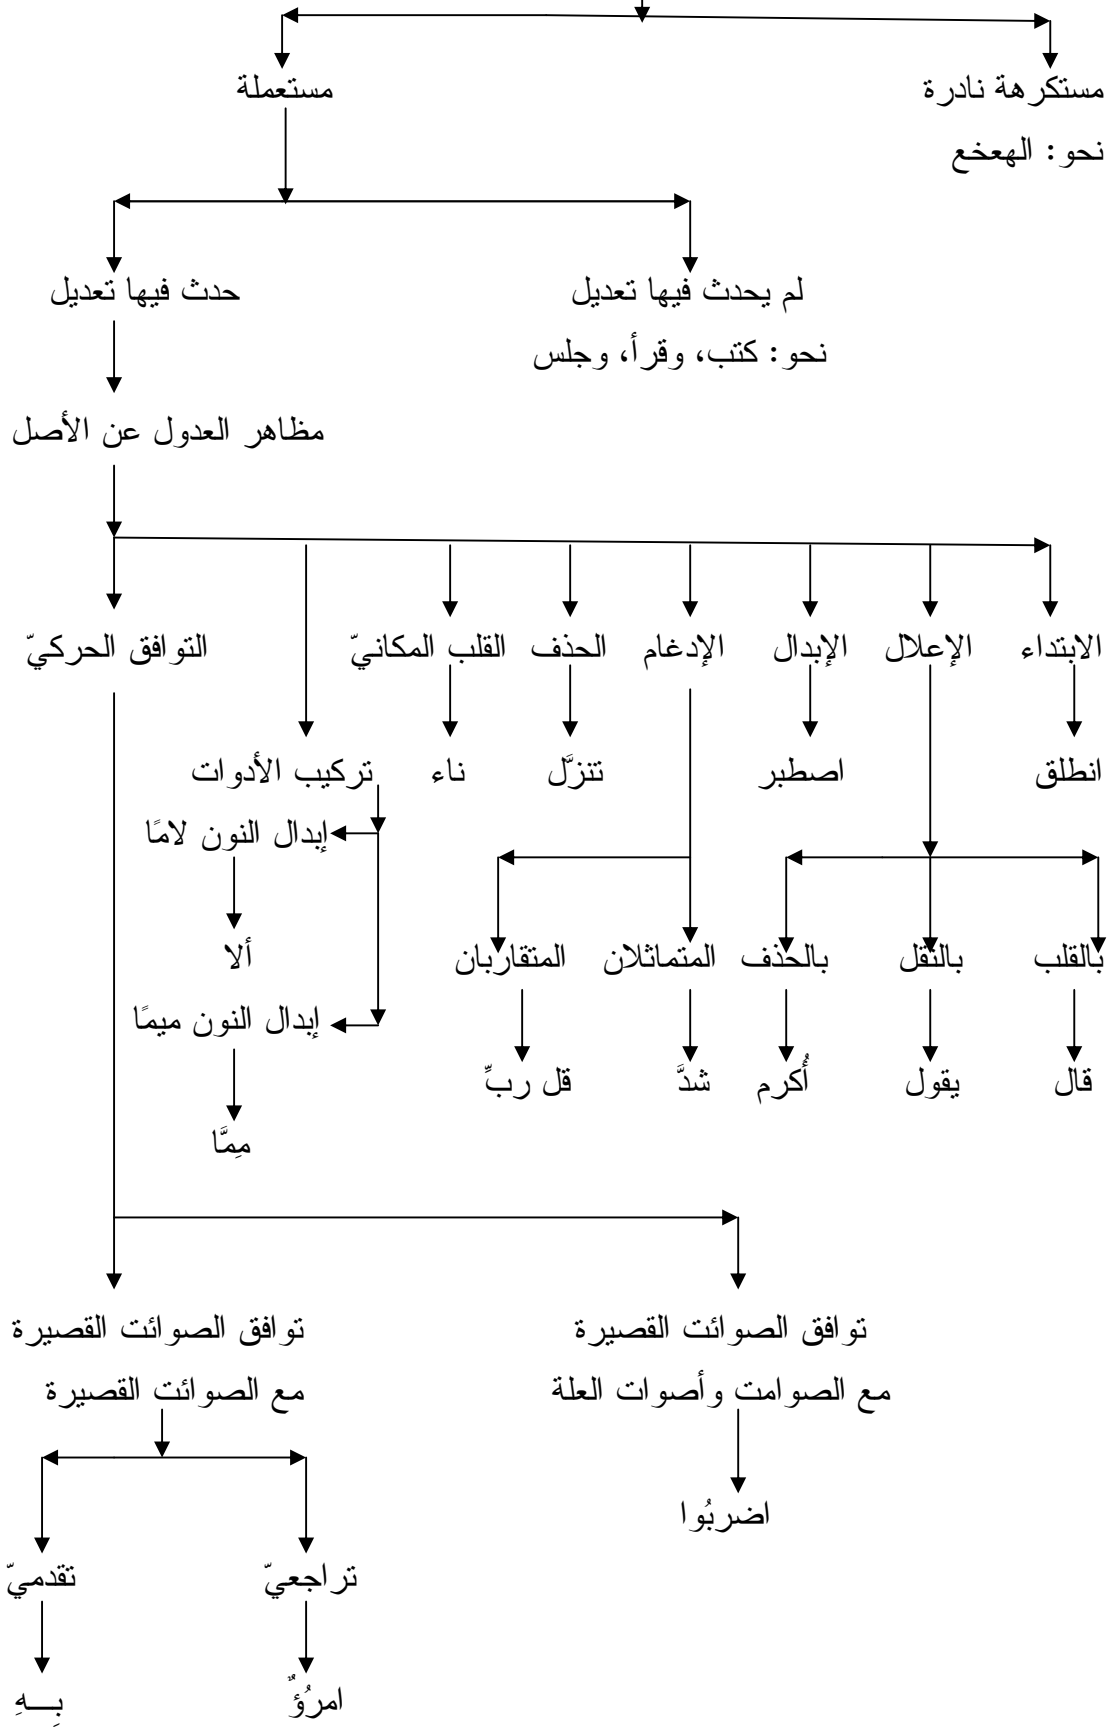 مستكرهة نادرة
مستعملة
نحو: الهعخع
لم يحدث فيها تعديل
حدث فيها تعديل
نحو: كتب، وقرأ، وجلس
مظاهر العدول عن الأصل
الابتداء
الإعلال
الإبدال
الإدغام
الحذف
القلب المكانيّ
التوافق الحركيّ
انطلق
اصطبر
تنزَّل
ناء
تركيب الأدوات
إبدال النون لامًا
بالقلب
بالنقل
بالحذف
المتماثلان
المتقاربان
ألا
إبدال النون ميمًا
قال
يقول
أُكرم
شدَّ
قل ربِّ
مِمَّا
توافق الصوائت القصيرة
توافق الصوائت القصيرة
مع الصوامت وأصوات العلة
مع الصوائت القصيرة
اضربُوا
تراجعيّ
تقدميّ
امرُؤٌ
بِـــهِ